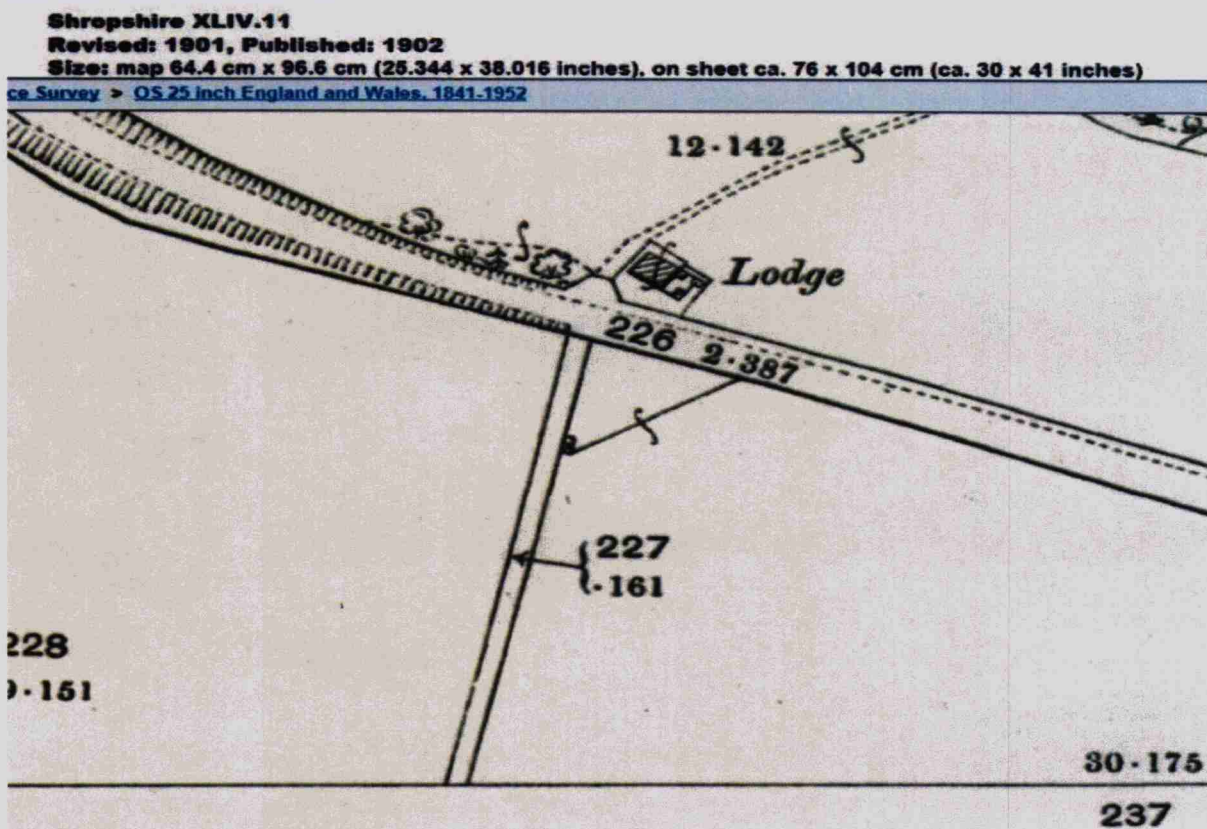 Shropshire XLIV.11
Revised: 1901, Published: 1902
Size: map 64.4 cm x 96.6 cm (25.344 x 38.016 inches), on sheet ca. 76 x 104 cm (ca. 30 x 41 inches)
ce Survey > OS 25 inch England and Wales, 1841-1952
12·142
Lodge
226 2·387
227
·161
228
9·151
30·175
237